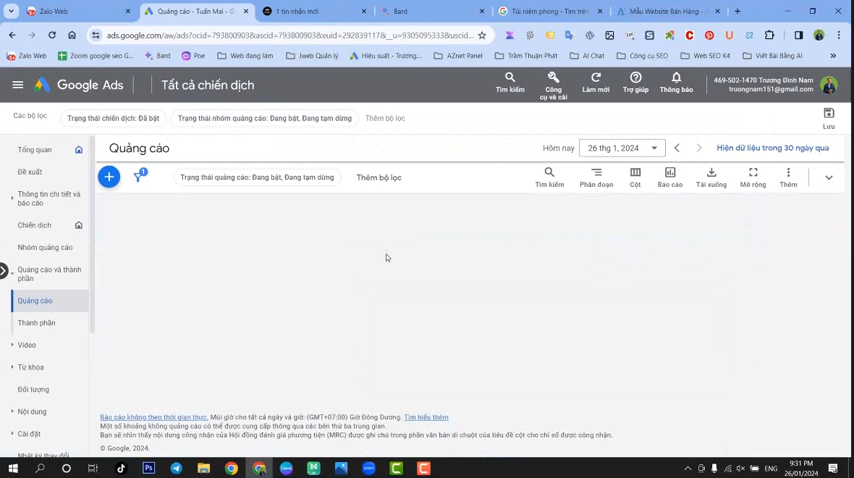 Zalo Web
Quảng cáo - Tuấn Mai - G
1 tin nhắn mới
Bard
Túi niêm phong - Tìm trên
Mẫu Website Bán Hàng -
ads.google.com/aw/ads?ocid=793800903&ascid=793800903&euid=292839117&__u=9305095333&uscid...
Zalo Web
Zoom google seo G
Bard
Poe
Web đang làm
Jweb Quản lý
Hiệu suất - Trương...
AZnet Panel
Trầm Thuận Phát
AI Chat
Công cụ SEO
Web SEO K4
Viết Bài Bằng AI
Google Ads
Tất cả chiến dịch
Tìm kiếm
Công cụ và cài
Làm mới
Trợ giúp
Thông báo
469-502-1470 Trương Đình Nam
truongnam151@gmail.com
Các bộ lọc
Trạng thái chiến dịch: Đã bật
Trạng thái nhóm quảng cáo: Đang bật, Đang tạm dừng
Thêm bộ lọc
Lưu
Tổng quan
Đề xuất
Thông tin chi tiết và
báo cáo
Chiến dịch
Nhóm quảng cáo
Quảng cáo và thành
phần
Quảng cáo
Thành phần
Video
Từ khóa
Đối tượng
Nội dung
Cài đặt
Nhật ký thay đổi
Quảng cáo
Hôm nay
26 thg 1, 2024
Hiện dữ liệu trong 30 ngày qua
1
Trạng thái quảng cáo: Đang bật, Đang tạm dừng
Thêm bộ lọc
Tìm kiếm
Phân đoạn
Cột
Báo cáo
Tải xuống
Mở rộng
Thêm
Báo cáo không theo thời gian thực. Múi giờ cho tất cả ngày và giờ: (GMT+07:00) Giờ Đông Dương. Tìm hiểu thêm
Một số khoảng không quảng cáo có thể được cung cấp thông qua các bên thứ ba trung gian.
Bạn sẽ nhìn thấy nội dung công nhận của Hội đồng đánh giá phương tiện (MRC) được ghi chú trong phần văn bản di chuột của tiêu đề cột cho chỉ số được công nhận.
© Google, 2024.
ENG
9:31 PM
26/01/2024